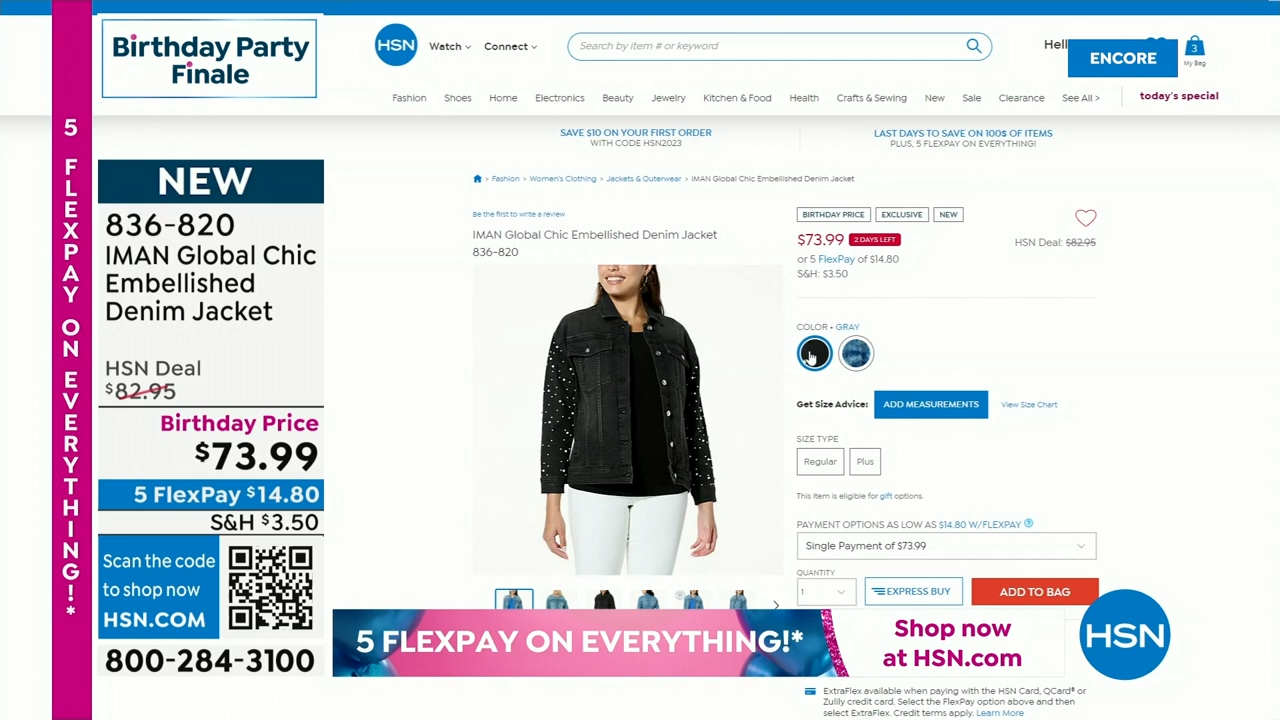 5 FLEXPAY ON EVERYTHING!*
Birthday Party
Finale
HSN
Watch
Connect
Search by item # or keyword
ENCORE
3
My Bag
Fashion
Shoes
Home
Electronics
Beauty
Jewelry
Kitchen & Food
Health
Crafts & Sewing
New
Sale
Clearance
See All >
today's special
SAVE $10 ON YOUR FIRST ORDER
WITH CODE HSN2023
LAST DAYS TO SAVE ON 100$ OF ITEMS
PLUS, 5 FLEXPAY ON EVERYTHING!
> Fashion > Women's Clothing > Jackets & Outerwear > IMAN Global Chic Embellished Denim Jacket
NEW
836-820
IMAN Global Chic
Embellished
Denim Jacket
HSN Deal
$82.95
Birthday Price
$73.99
5 FlexPay $14.80
S&H $3.50
Scan the code
to shop now
HSN.COM
800-284-3100
Be the first to write a review
IMAN Global Chic Embellished Denim Jacket
836-820
BIRTHDAY PRICE
EXCLUSIVE
NEW
$73.99
2 DAYS LEFT
HSN Deal: $82.95
or 5 FlexPay of $14.80
S&H: $3.50
COLOR • GRAY
Get Size Advice:
ADD MEASUREMENTS
View Size Chart
SIZE TYPE
Regular
Plus
This item is eligible for gift options.
PAYMENT OPTIONS AS LOW AS $14.80 W/FLEXPAY
Single Payment of $73.99
QUANTITY
1
EXPRESS BUY
ADD TO BAG
5 FLEXPAY ON EVERYTHING!*
Shop now
at HSN.com
HSN
ExtraFlex available when paying with the HSN Card, QCard® or
Zulily credit card. Select the FlexPay option above and then
select ExtraFlex. Credit terms apply. Learn More